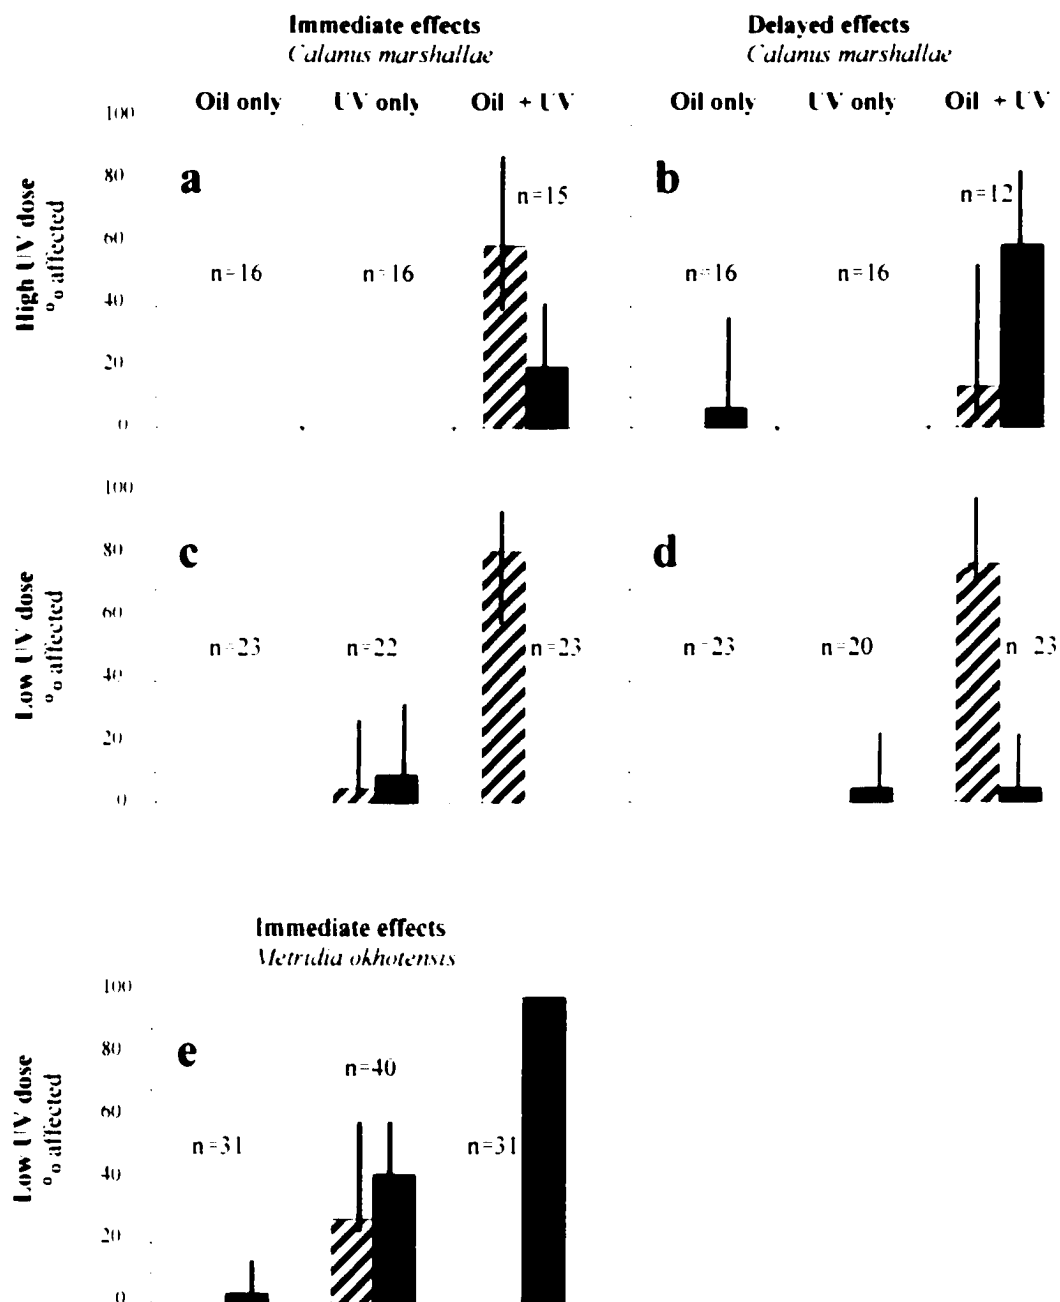 Immediate effects
Calanus marshallae
Delayed effects
Calanus marshallae
Oil only
UV only
Oil + UV
Oil only
UV only
Oil + UV
High UV dose
% affected
100
80
60
40
20
0
a
n=16
n=16
n=15
b
n=16
n=16
n=12
Low UV dose
% affected
100
80
60
40
20
0
c
n=23
n=22
n=23
d
n=23
n=20
n 23
Immediate effects
Metridia okhotensis
Low UV dose
% affected
100
80
60
40
20
0
e
n=31
n=40
n=31